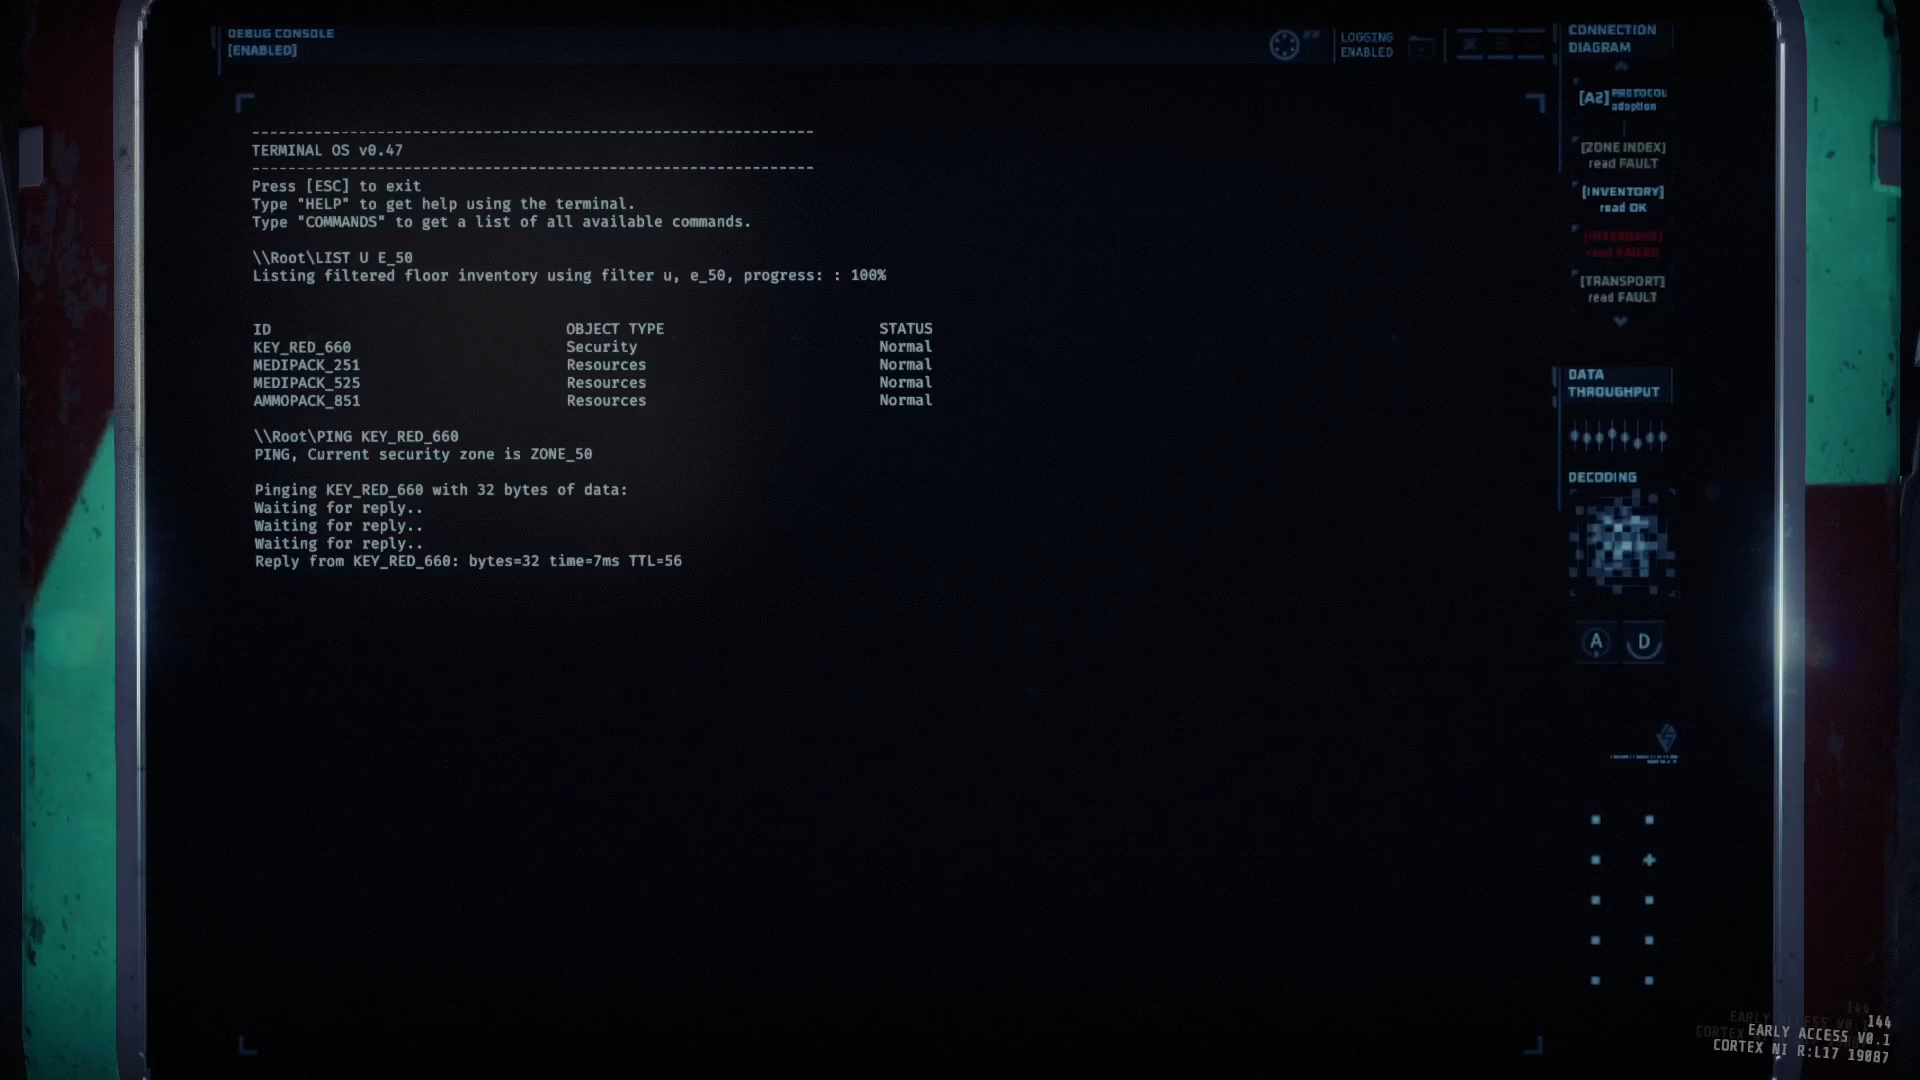 DEBUG CONSOLE
[ENABLED]
LOGGING
ENABLED
--------------------------------------------------------------
TERMINAL OS v0.47
--------------------------------------------------------------
Press [ESC] to exit
Type "HELP" to get help using the terminal.
Type "COMMANDS" to get a list of all available commands.
\\Root\LIST U E_50
Listing filtered floor inventory using filter u, e_50, progress: : 100%
ID OBJECT TYPE STATUS
KEY_RED_660 Security Normal
MEDIPACK_251 Resources Normal
MEDIPACK_525 Resources Normal
AMMOPACK_851 Resources Normal
\\Root\PING KEY_RED_660
PING, Current security zone is ZONE_50
Pinging KEY_RED_660 with 32 bytes of data:
Waiting for reply..
Waiting for reply..
Waiting for reply..
Reply from KEY_RED_660: bytes=32 time=7ms TTL=56
CONNECTION
DIAGRAM
[A2] PROTOCOL
adoption
[ZONE INDEX]
read FAULT
[INVENTORY]
read OK
[INTERBASE]
read FAILED
[TRANSPORT]
read FAULT
DATA
THROUGHPUT
DECODING
A D
144
EARLY ACCESS V0.1
CORTEX NI R:L17 19087